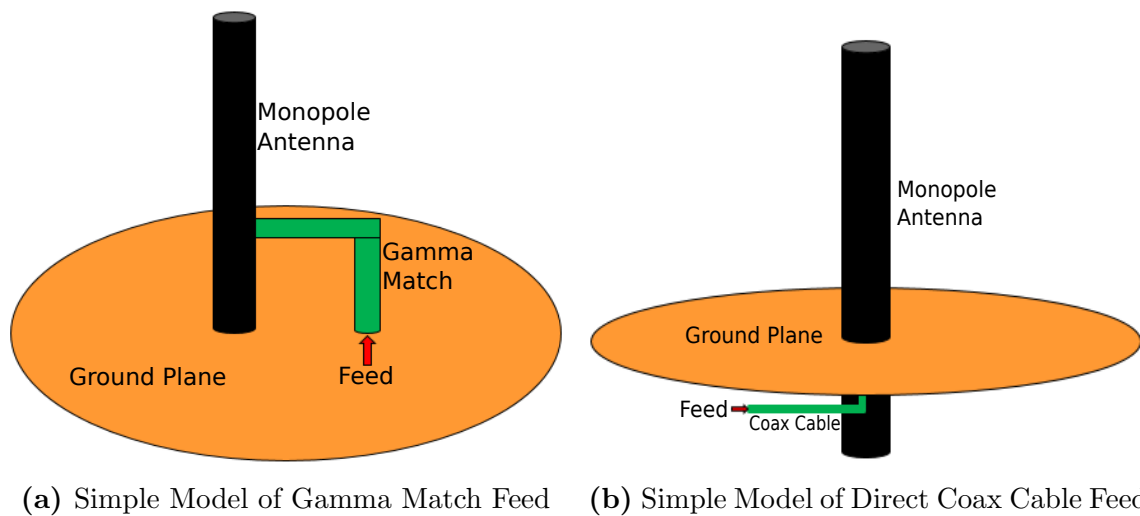 Monopole
Antenna
Gamma
Match
Ground Plane
Feed
(a) Simple Model of Gamma Match Feed
Monopole
Antenna
Ground Plane
Feed
Coax Cable
(b) Simple Model of Direct Coax Cable Feed